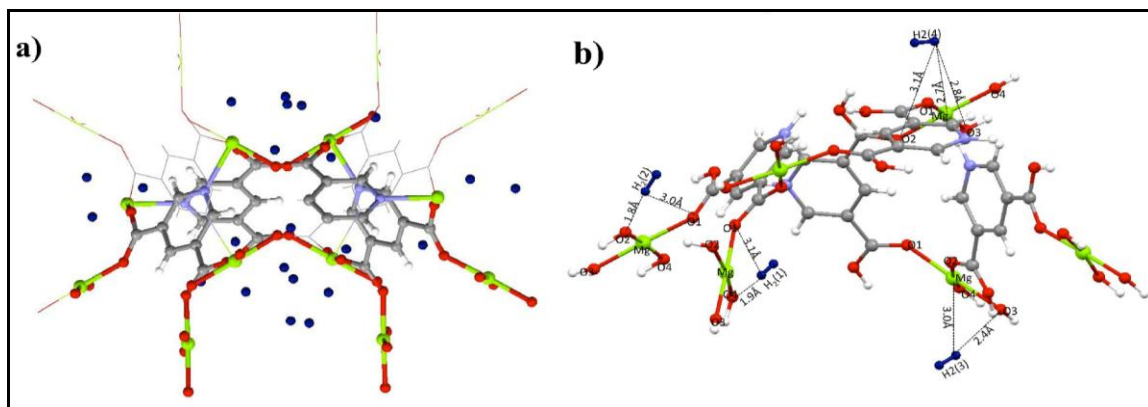 a)
b)
H2(4)
3.1Å
2.7Å
2.8Å
O4
O1
Mg
O3
O2
H₂(2)
3.0Å
1.8Å
O1
O2
Mg
O3
O4
3.1Å
Mg
H₂(1)
1.9Å
O3
O1
Mg
O4
O3
3.0Å
2.4Å
H2(3)